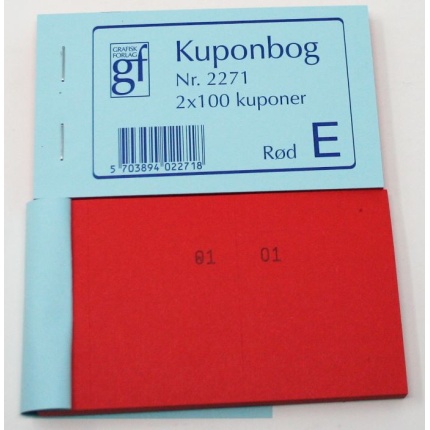 GRAFISK
FORLAG
gf
Kuponbog
Nr. 2271
2x100 kuponer
5 703894 022718
Rød E
01 01